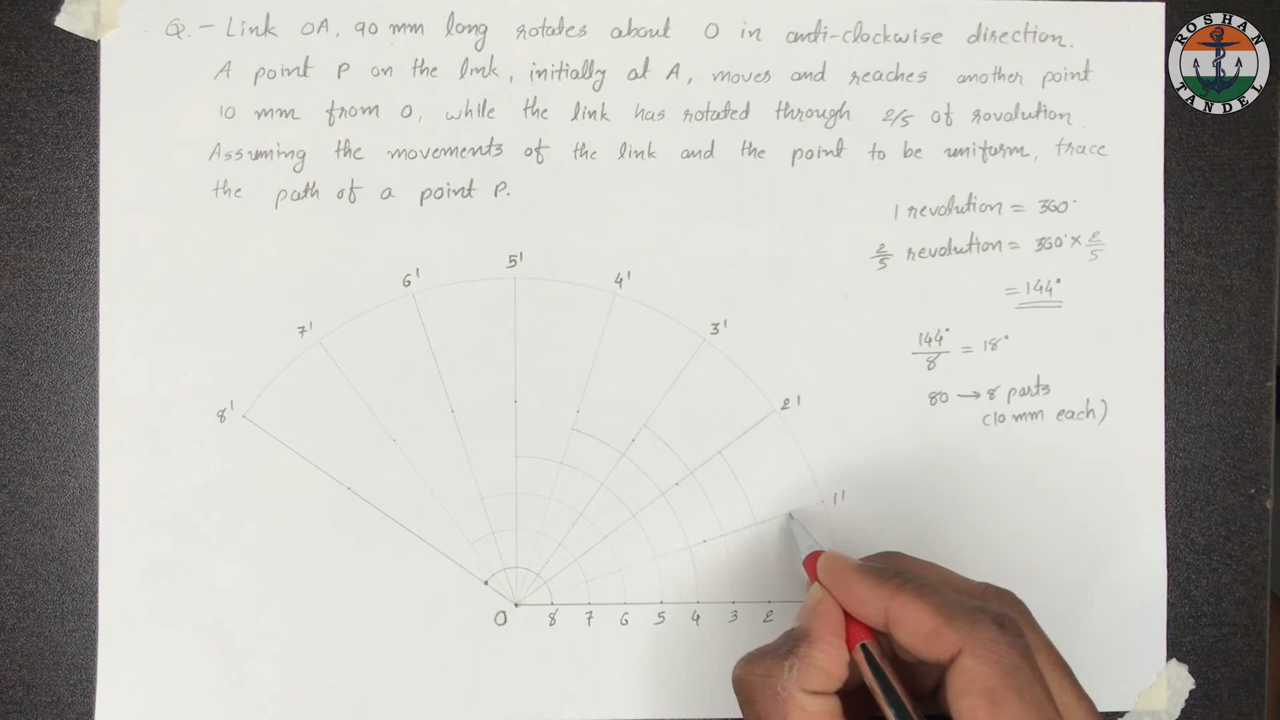 Q. - Link OA, 90 mm long rotates about O in anti-clockwise direction.
A point P on the link, initially at A, moves and reaches another point
10 mm from O, while the link has rotated through 2/5 of rovolution.
Assuming the movements of the link and the point to be uniform, trace
the path of a point P.
1 revolution = 360°
2/5 revolution = 360° × 2/5
= 144°
144°/8 = 18°
80 → 8 parts
(10 mm each)
5'
6' 4'
7' 3'
8' 2'
1'
O 8 7 6 5 4 3 2
ROSHAN
TANDEL